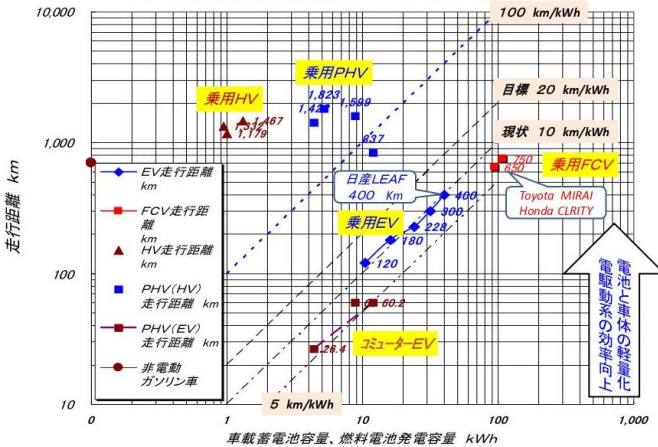 10,000
1,000
100
10
走行距離 km
0
1
10
100
1,000
車載蓄電池容量、燃料電池発電容量 kWh
100 km/kWh
目標 20 km/kWh
現状 10 km/kWh
5 km/kWh
乗用HV
1,467
1,332
1,179
乗用PHV
1,823
1,599
837
乗用FCV
750
650
Toyota MIRAI
Honda CLRITY
日産LEAF
400 Km
乗用EV
400
300
228
180
120
コミューターEV
60.2
26.4
EV走行距離
km
FCV走行距
離
km
HV走行距離
km
PHV(HV)
走行距離 km
PHV(EV)
走行距離 km
非電動
ガソリン車
電池と車体の軽量化
電駆動系の効率向上